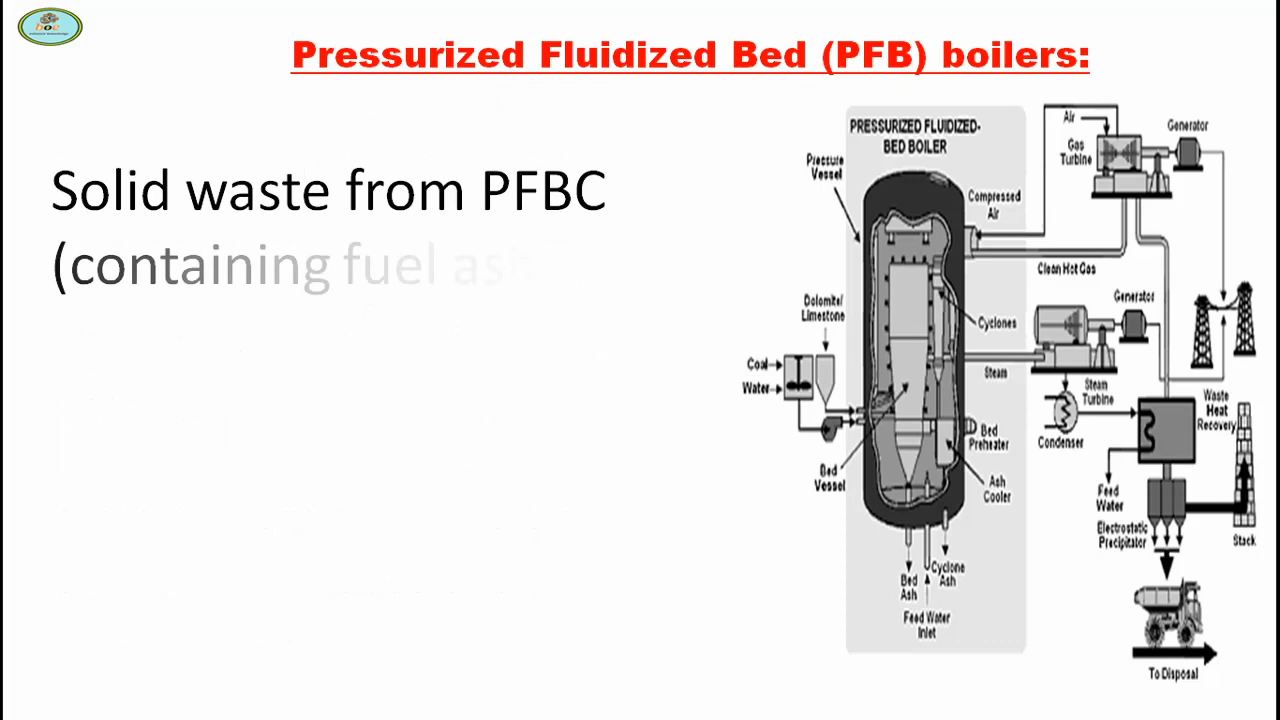 Pressurized Fluidized Bed (PFB) boilers:
Solid waste from PFBC
(containing fuel ash
PRESSURIZED FLUIDIZED-
BED BOILER
Pressure
Vessel
Compressed
Air
Air
Gas
Turbine
Generator
Clean Hot Gas
Dolomite/
Limestone
Cyclones
Generator
Coal
Water
Steam
Steam
Turbine
Condenser
Waste
Heat
Recovery
Bed
Preheater
Bed
Vessel
Ash
Cooler
Feed
Water
Electrostatic
Precipitator
Stack
Bed
Ash
Cyclone
Ash
Feed Water
Inlet
To Disposal